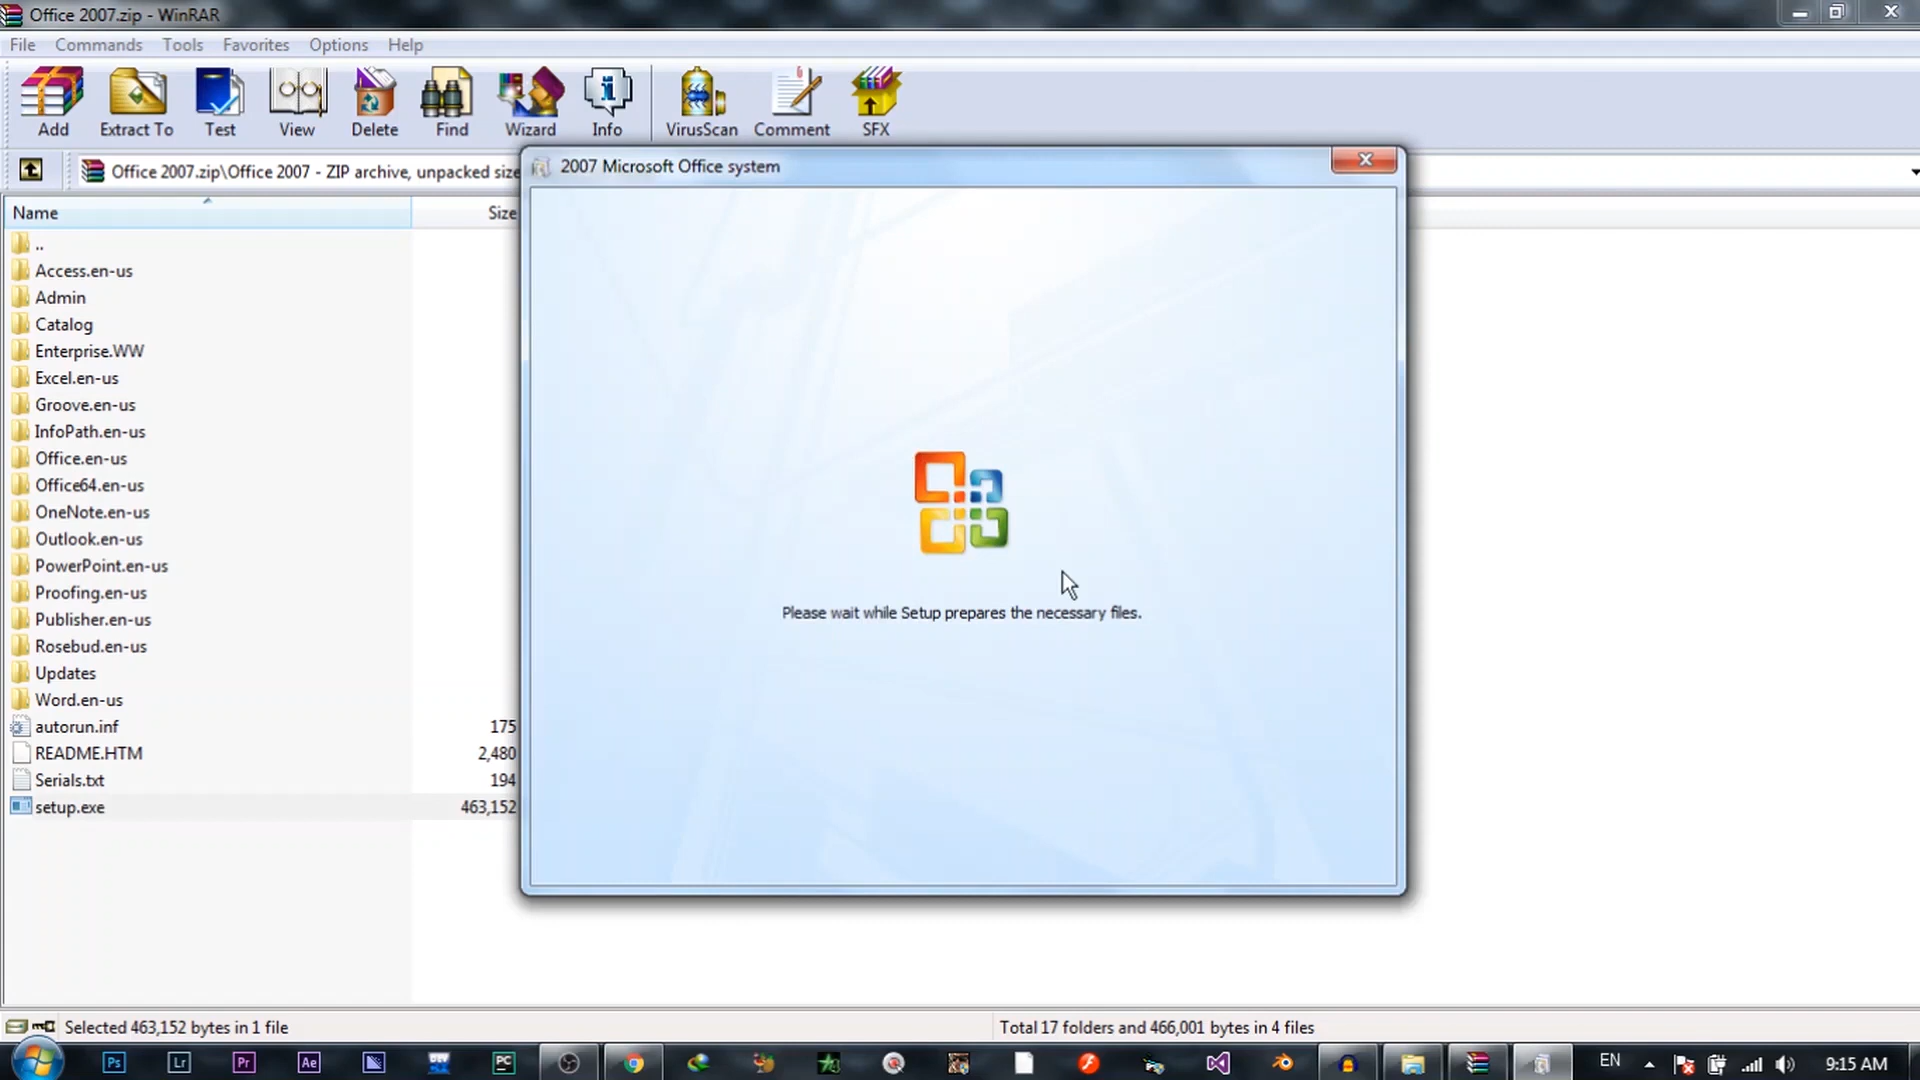 Office 2007.zip - WinRAR
File Commands Tools Favorites Options Help
Add Extract To Test View Delete Find Wizard Info VirusScan Comment SFX
Office 2007.zip\Office 2007 - ZIP archive, unpacked size
2007 Microsoft Office system
Name Size
..
Access.en-us
Admin
Catalog
Enterprise.WW
Excel.en-us
Groove.en-us
InfoPath.en-us
Office.en-us
Office64.en-us
OneNote.en-us
Outlook.en-us
PowerPoint.en-us
Proofing.en-us
Publisher.en-us
Rosebud.en-us
Updates
Word.en-us
autorun.inf 175
README.HTM 2,480
Serials.txt 194
setup.exe 463,152
Please wait while Setup prepares the necessary files.
Selected 463,152 bytes in 1 file
Total 17 folders and 466,001 bytes in 4 files
Ps Lr Pr Ae PC EN 9:15 AM